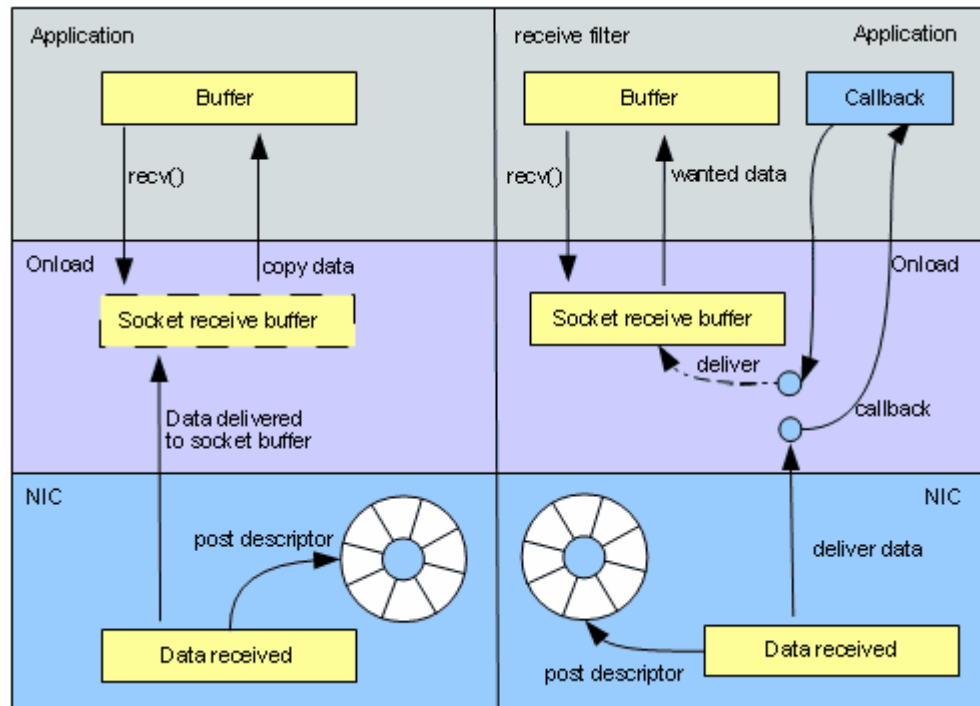 Application
Buffer
recv()
Onload
copy data
Socket receive buffer
Data delivered
to socket buffer
NIC
post descriptor
Data received
receive filter
Application
Buffer
Callback
recv()
wanted data
Onload
Socket receive buffer
deliver
callback
NIC
deliver data
Data received
post descriptor